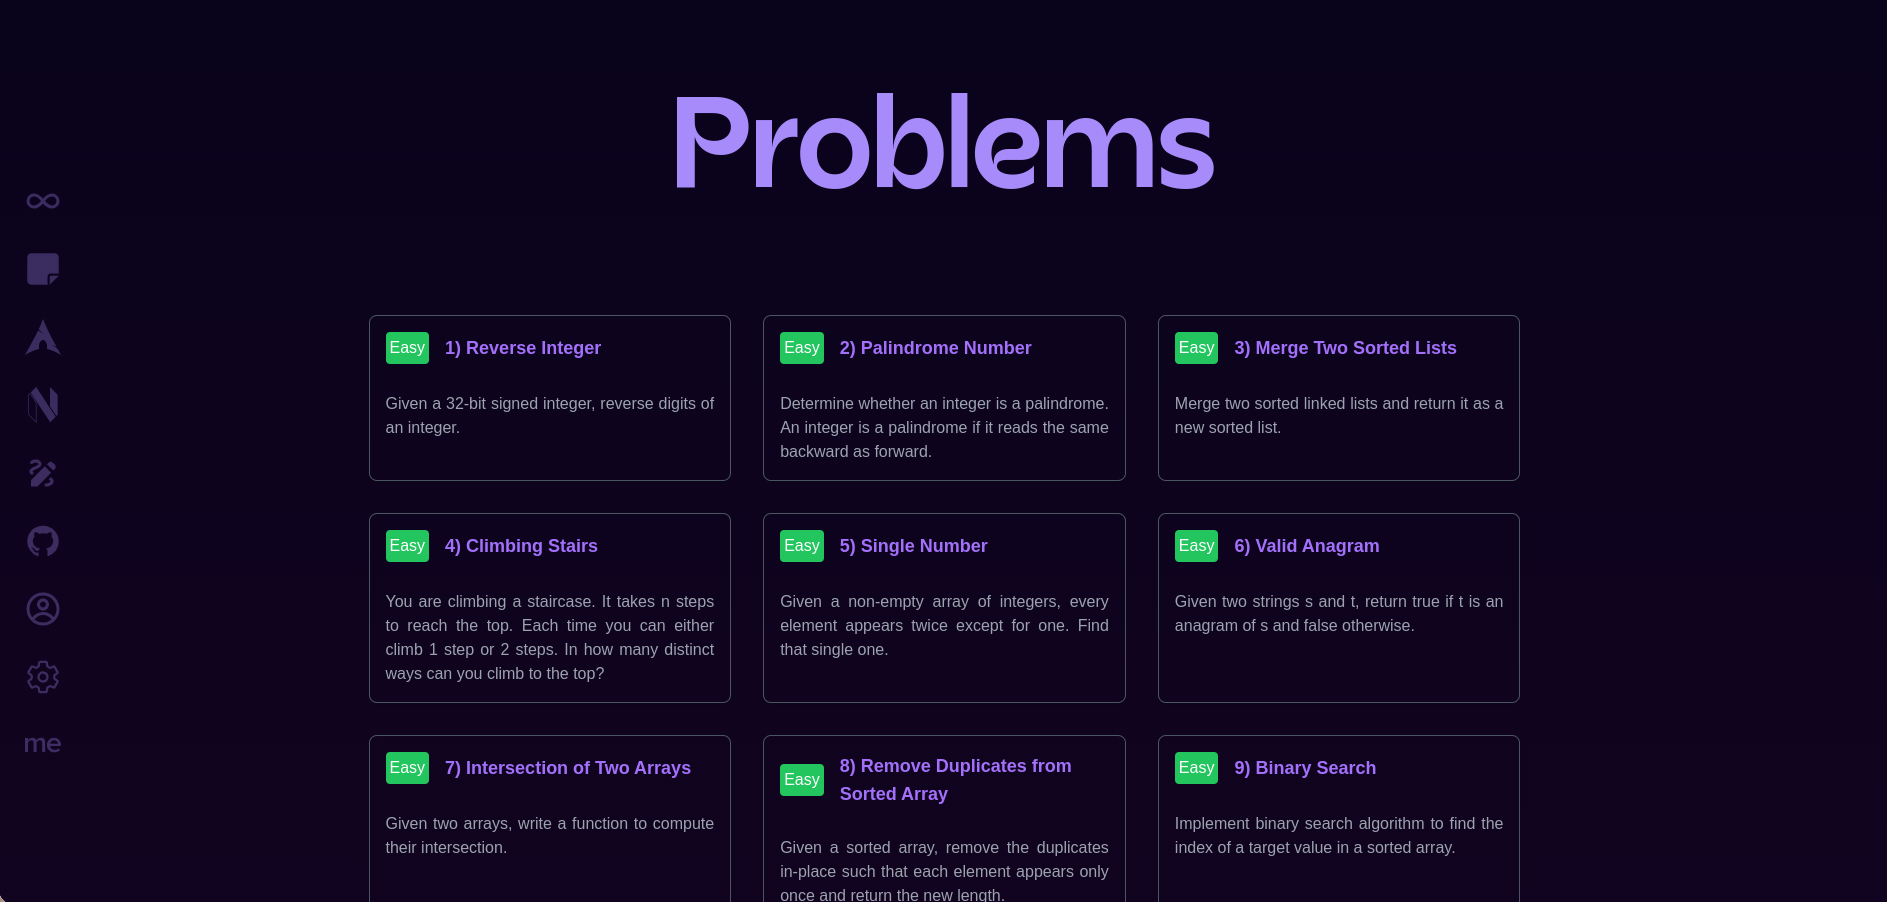 Problems
Easy 1) Reverse Integer
Given a 32-bit signed integer, reverse digits of
an integer.
Easy 2) Palindrome Number
Determine whether an integer is a palindrome.
An integer is a palindrome if it reads the same
backward as forward.
Easy 3) Merge Two Sorted Lists
Merge two sorted linked lists and return it as a
new sorted list.
Easy 4) Climbing Stairs
You are climbing a staircase. It takes n steps
to reach the top. Each time you can either
climb 1 step or 2 steps. In how many distinct
ways can you climb to the top?
Easy 5) Single Number
Given a non-empty array of integers, every
element appears twice except for one. Find
that single one.
Easy 6) Valid Anagram
Given two strings s and t, return true if t is an
anagram of s and false otherwise.
Easy 7) Intersection of Two Arrays
Given two arrays, write a function to compute
their intersection.
Easy 8) Remove Duplicates from
Sorted Array
Given a sorted array, remove the duplicates
in-place such that each element appears only
once and return the new length.
Easy 9) Binary Search
Implement binary search algorithm to find the
index of a target value in a sorted array.
me